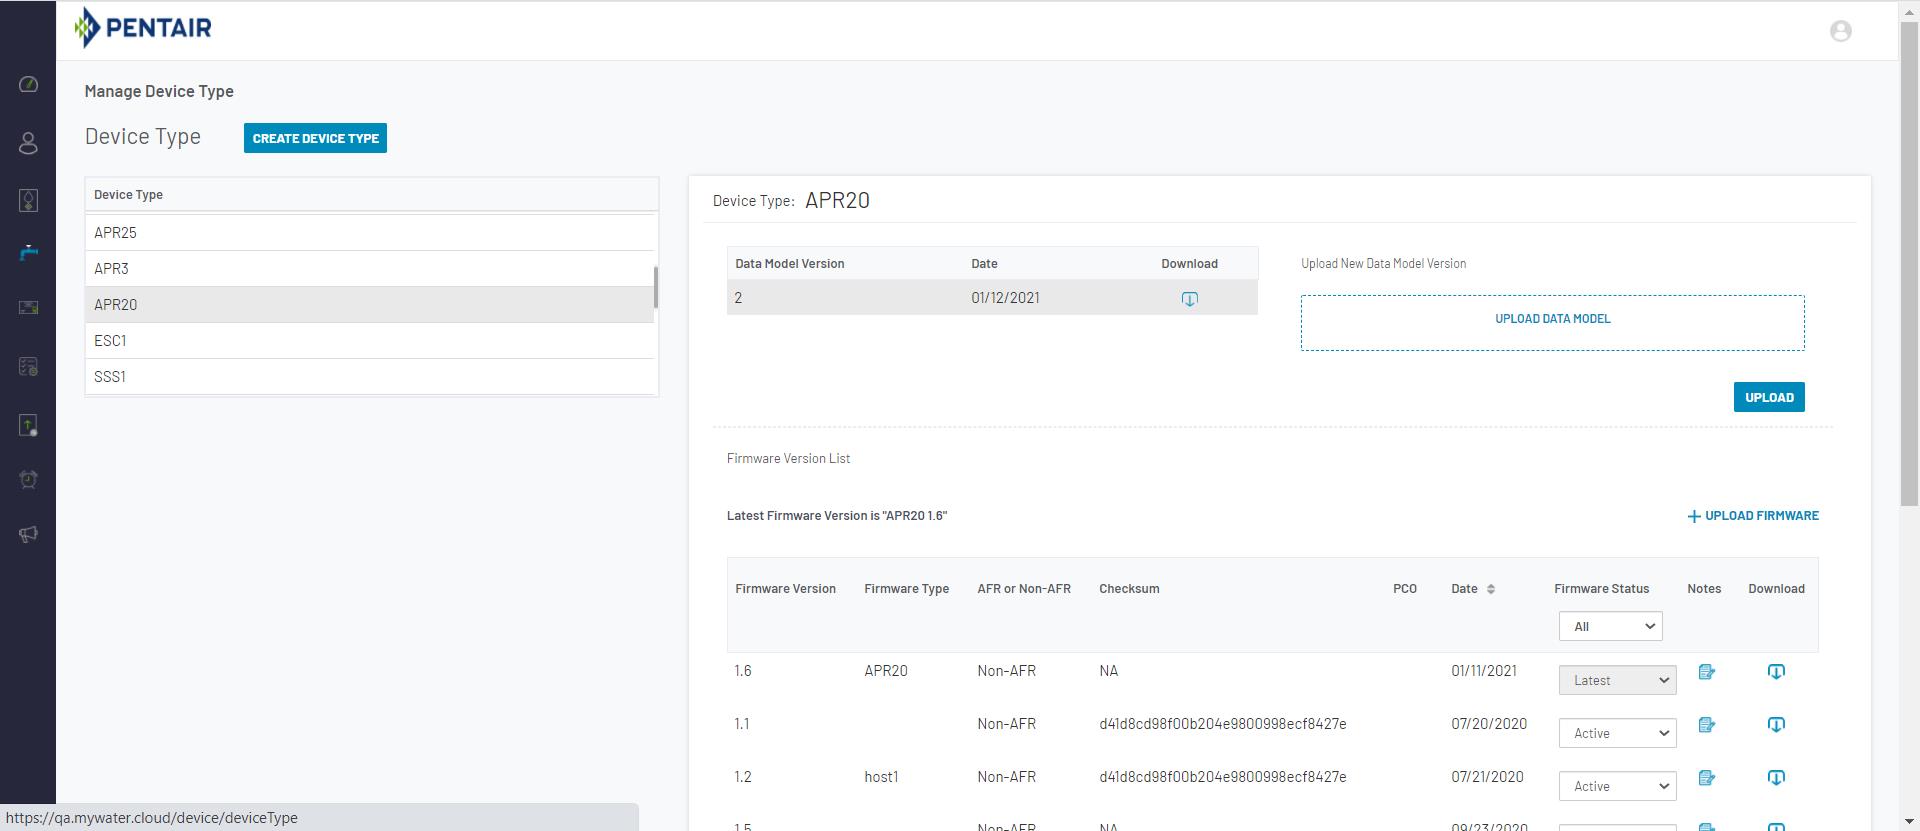 PENTAIR
Manage Device Type
Device Type
CREATE DEVICE TYPE
Device Type
APR25
APR3
APR20
ESC1
SSS1
Device Type: APR20
Data Model Version Date Download
2 01/12/2021
Upload New Data Model Version
UPLOAD DATA MODEL
UPLOAD
Firmware Version List
Latest Firmware Version is "APR20 1.6"
+ UPLOAD FIRMWARE
Firmware Version Firmware Type AFR or Non-AFR Checksum PCO Date Firmware Status Notes Download
All
1.6 APR20 Non-AFR NA 01/11/2021 Latest
1.1 Non-AFR d41d8cd98f00b204e9800998ecf8427e 07/20/2020 Active
1.2 host1 Non-AFR d41d8cd98f00b204e9800998ecf8427e 07/21/2020 Active
1.5 Non-AFR NA 09/23/2020
https://qa.mywater.cloud/device/deviceType